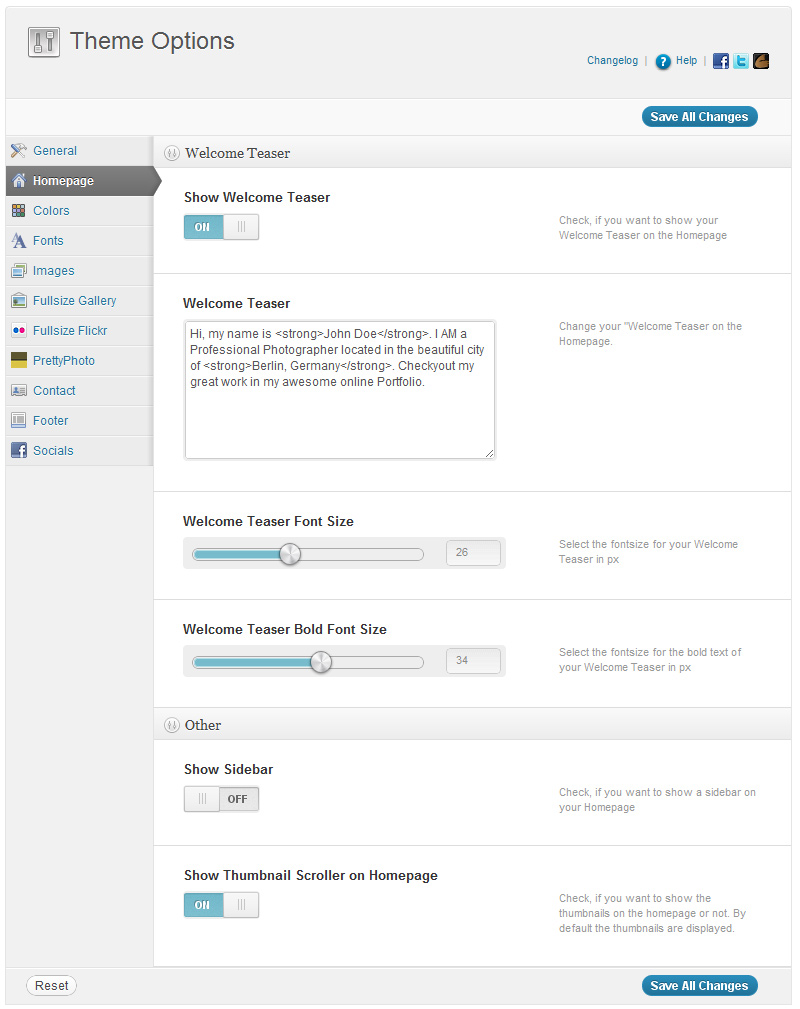 Theme Options
Changelog | Help |
Save All Changes
General
Homepage
Colors
Fonts
Images
Fullsize Gallery
Fullsize Flickr
PrettyPhoto
Contact
Footer
Socials
Welcome Teaser
Show Welcome Teaser
ON
Check, if you want to show your
Welcome Teaser on the Homepage
Welcome Teaser
Hi, my name is <strong>John Doe</strong>. I AM a
Professional Photographer located in the beautiful city
of <strong>Berlin, Germany</strong>. Checkyout my
great work in my awesome online Portfolio.
Change your "Welcome Teaser on the
Homepage.
Welcome Teaser Font Size
26
Select the fontsize for your Welcome
Teaser in px
Welcome Teaser Bold Font Size
34
Select the fontsize for the bold text of
your Welcome Teaser in px
Other
Show Sidebar
OFF
Check, if you want to show a sidebar on
your Homepage
Show Thumbnail Scroller on Homepage
ON
Check, if you want to show the
thumbnails on the homepage or not. By
default the thumbnails are displayed.
Reset
Save All Changes